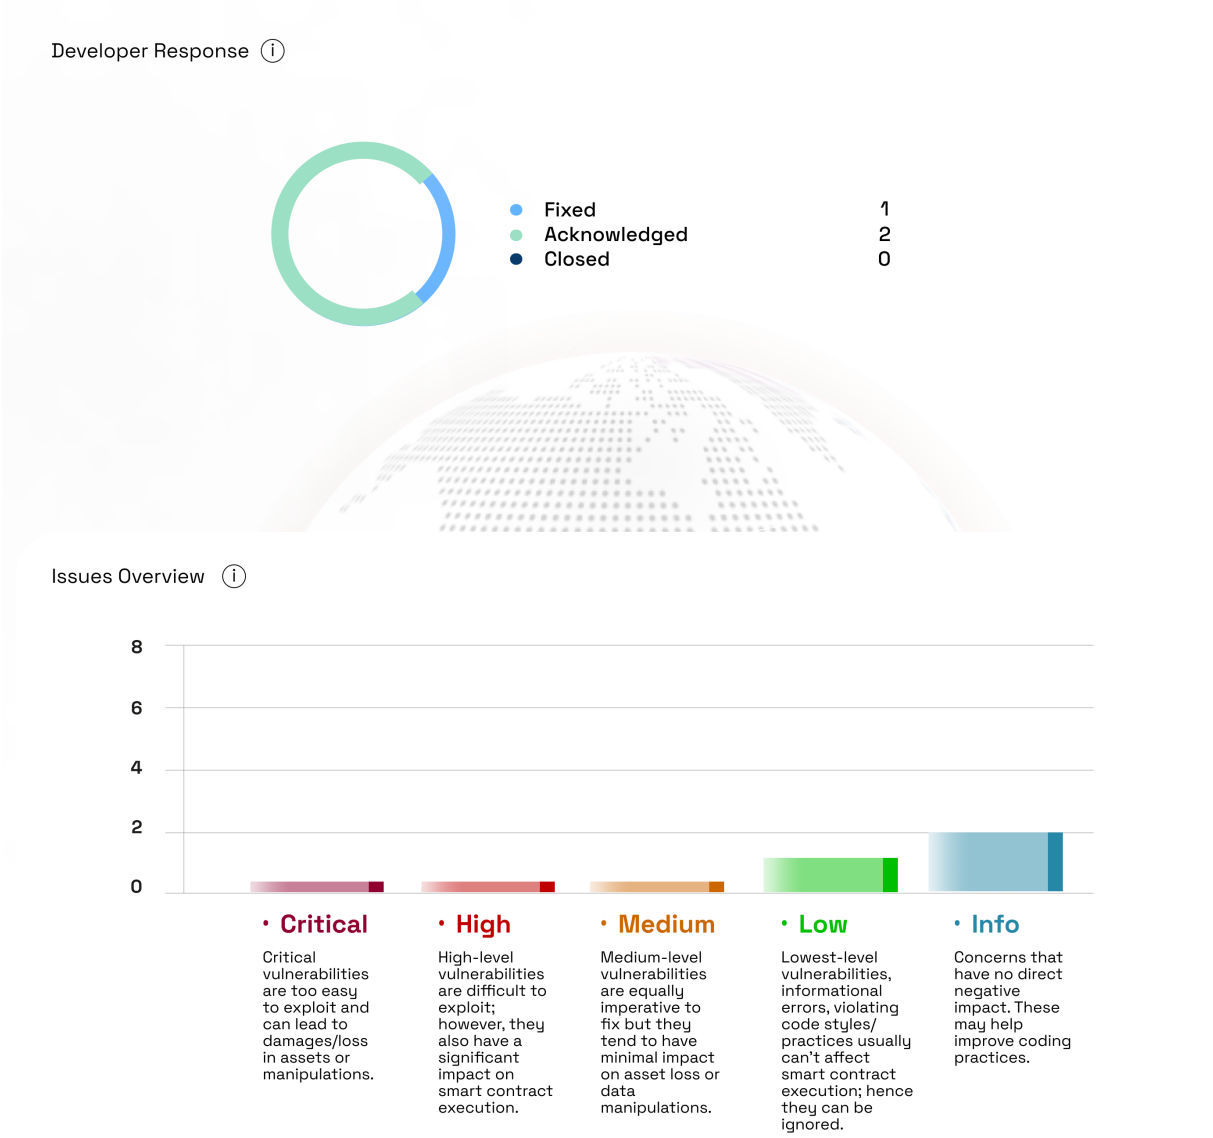 Developer Response
Fixed 1
Acknowledged 2
Closed 0
Issues Overview
8
6
4
2
0
• Critical
Critical
vulnerabilities
are too easy
to exploit and
can lead to
damages/loss
in assets or
manipulations.
• High
High-level
vulnerabilities
are difficult to
exploit;
however, they
also have a
significant
impact on
smart contract
execution.
• Medium
Medium-level
vulnerabilities
are equally
imperative to
fix but they
tend to have
minimal impact
on asset loss or
data
manipulations.
• Low
Lowest-level
vulnerabilities,
informational
errors, violating
code styles/
practices usually
can't affect
smart contract
execution; hence
they can be
ignored.
• Info
Concerns that
have no direct
negative
impact. These
may help
improve coding
practices.